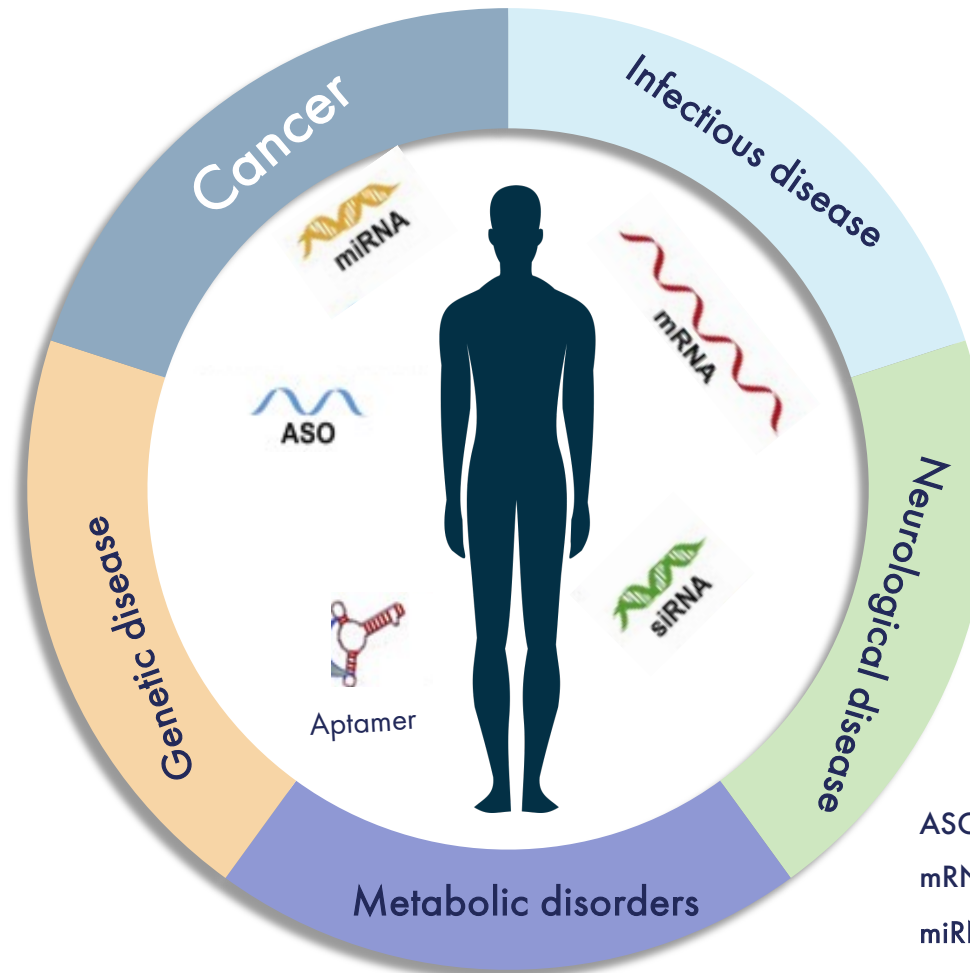 Cancer
Infectious disease
miRNA
mRNA
ASO
Neurological disease
Genetic disease
siRNA
Aptamer
Metabolic disorders